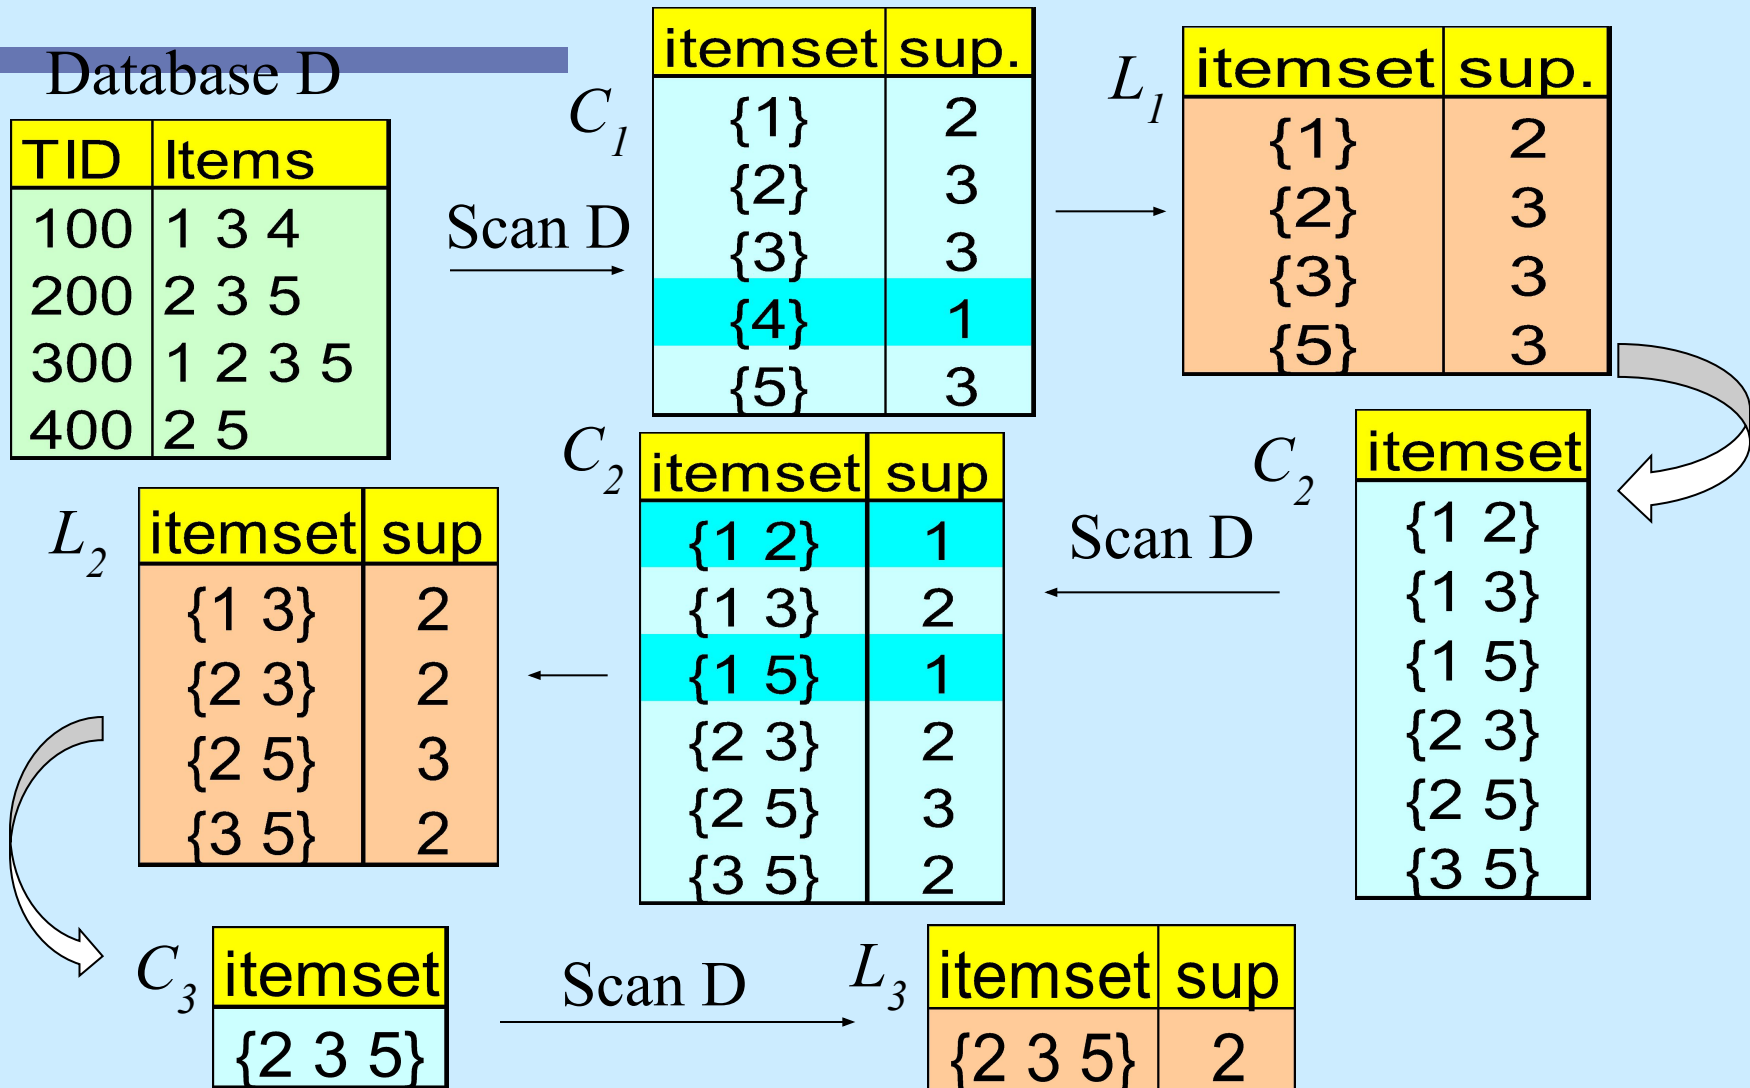 Database D
TID Items
100 1 3 4
200 2 3 5
300 1 2 3 5
400 2 5
Scan D
C1
itemset sup.
{1} 2
{2} 3
{3} 3
{4} 1
{5} 3
L1
itemset sup.
{1} 2
{2} 3
{3} 3
{5} 3
C2
itemset
{1 2}
{1 3}
{1 5}
{2 3}
{2 5}
{3 5}
Scan D
C2
itemset sup
{1 2} 1
{1 3} 2
{1 5} 1
{2 3} 2
{2 5} 3
{3 5} 2
L2
itemset sup
{1 3} 2
{2 3} 2
{2 5} 3
{3 5} 2
C3
itemset
{2 3 5}
Scan D
L3
itemset sup
{2 3 5} 2